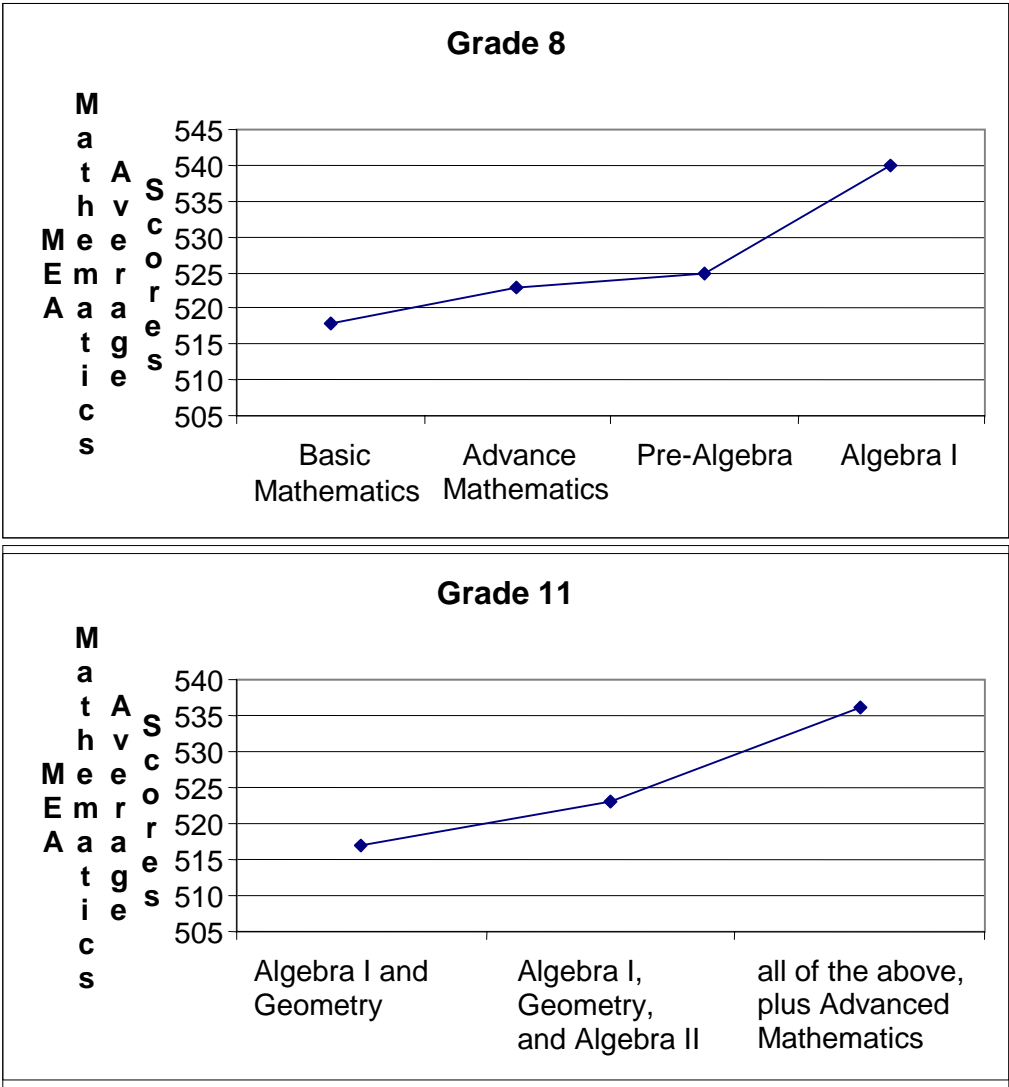 Grade 8
MEA
Mathematics
Average
Scores
545
540
535
530
525
520
515
510
505
Basic Mathematics
Advance Mathematics
Pre-Algebra
Algebra I
Grade 11
MEA
Mathematics
Average
Scores
540
535
530
525
520
515
510
505
Algebra I and
Geometry
Algebra I,
Geometry,
and Algebra II
all of the above,
plus Advanced
Mathematics